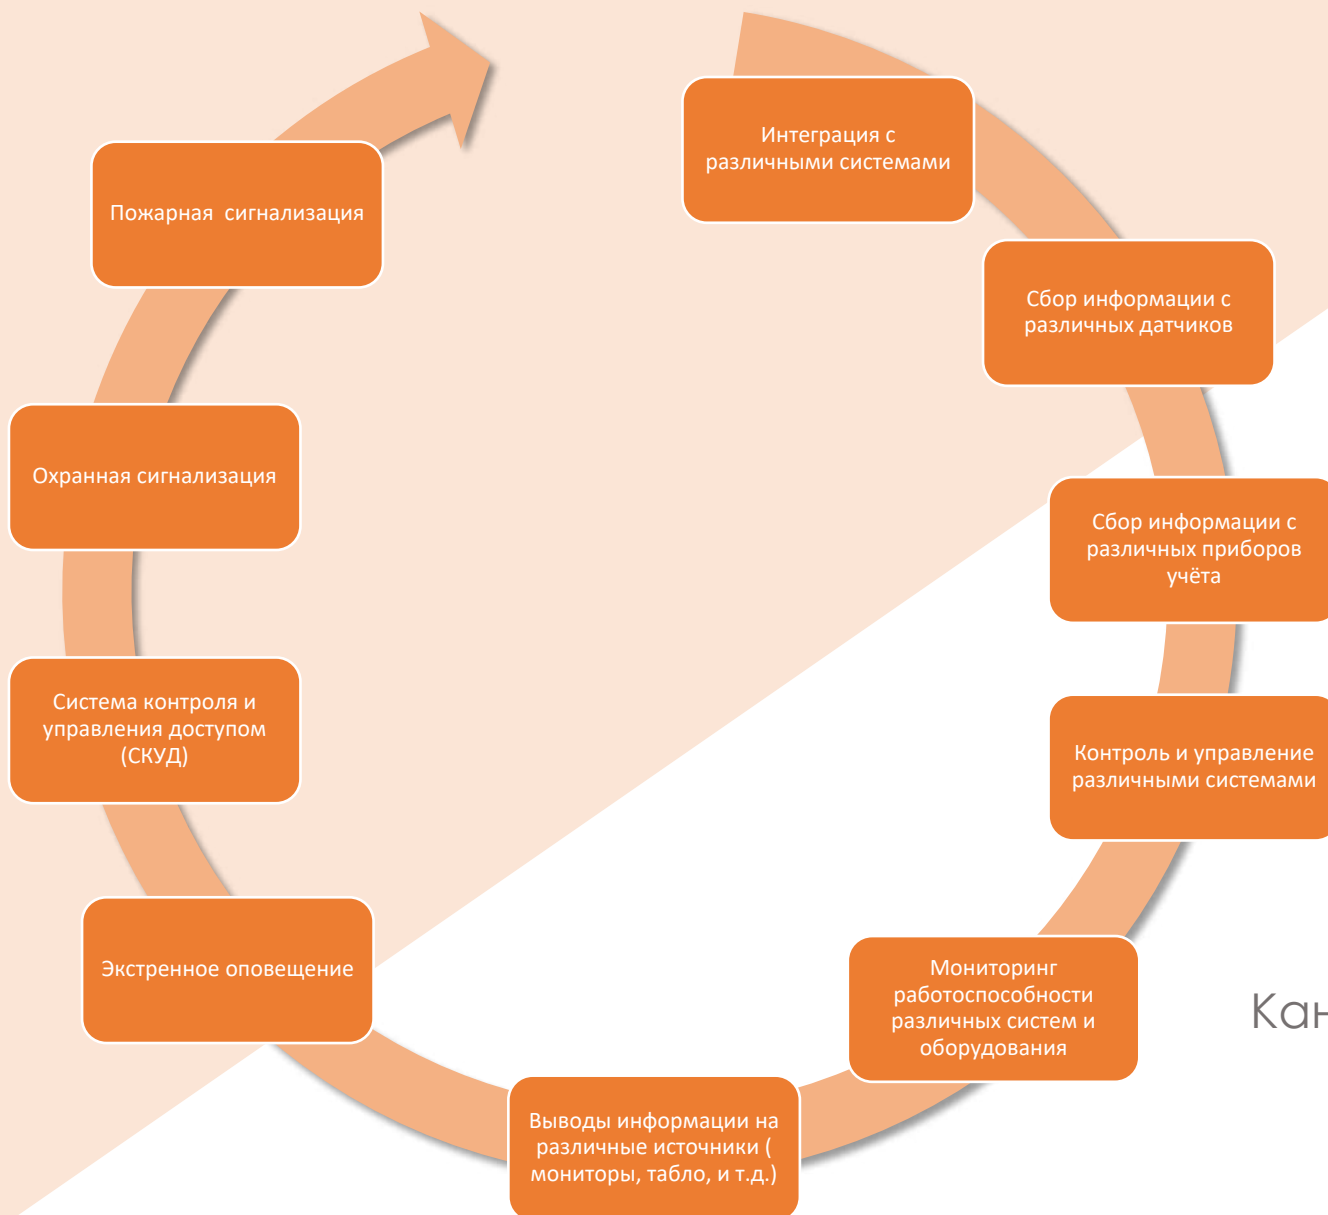 Интеграция с
различными системами
Сбор информации с
различных датчиков
Сбор информации с
различных приборов
учёта
Контроль и управление
различными системами
Мониторинг
работоспособности
различных систем и
оборудования
Выводы информации на
различные источники (
мониторы, табло, и т.д.)
Экстренное оповещение
Система контроля и
управления доступом
(СКУД)
Охранная сигнализация
Пожарная  сигнализация